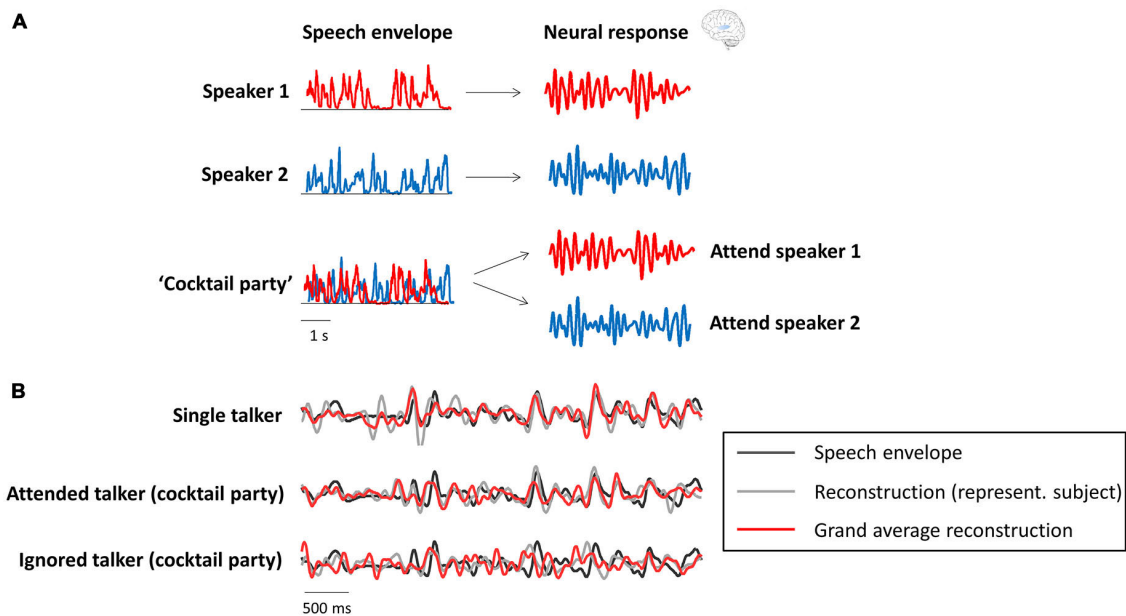 A
Speech envelope
Neural response
Speaker 1
Speaker 2
Attend speaker 1
‘Cocktail party’
Attend speaker 2
1 s
B
Single talker
Attended talker (cocktail party)
Ignored talker (cocktail party)
500 ms
Speech envelope
Reconstruction (represent. subject)
Grand average reconstruction